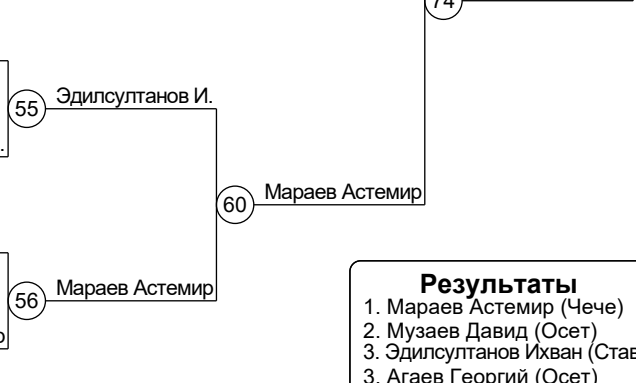 74
Эдилсултанов И.
55
60
Мараев Астемир
56
Мараев Астемир
Результаты
1. Мараев Астемир (Чече)
2. Музаев Давид (Осет)
3. Эдилсултанов Ихван (Став
3. Агаев Георгий (Осет)